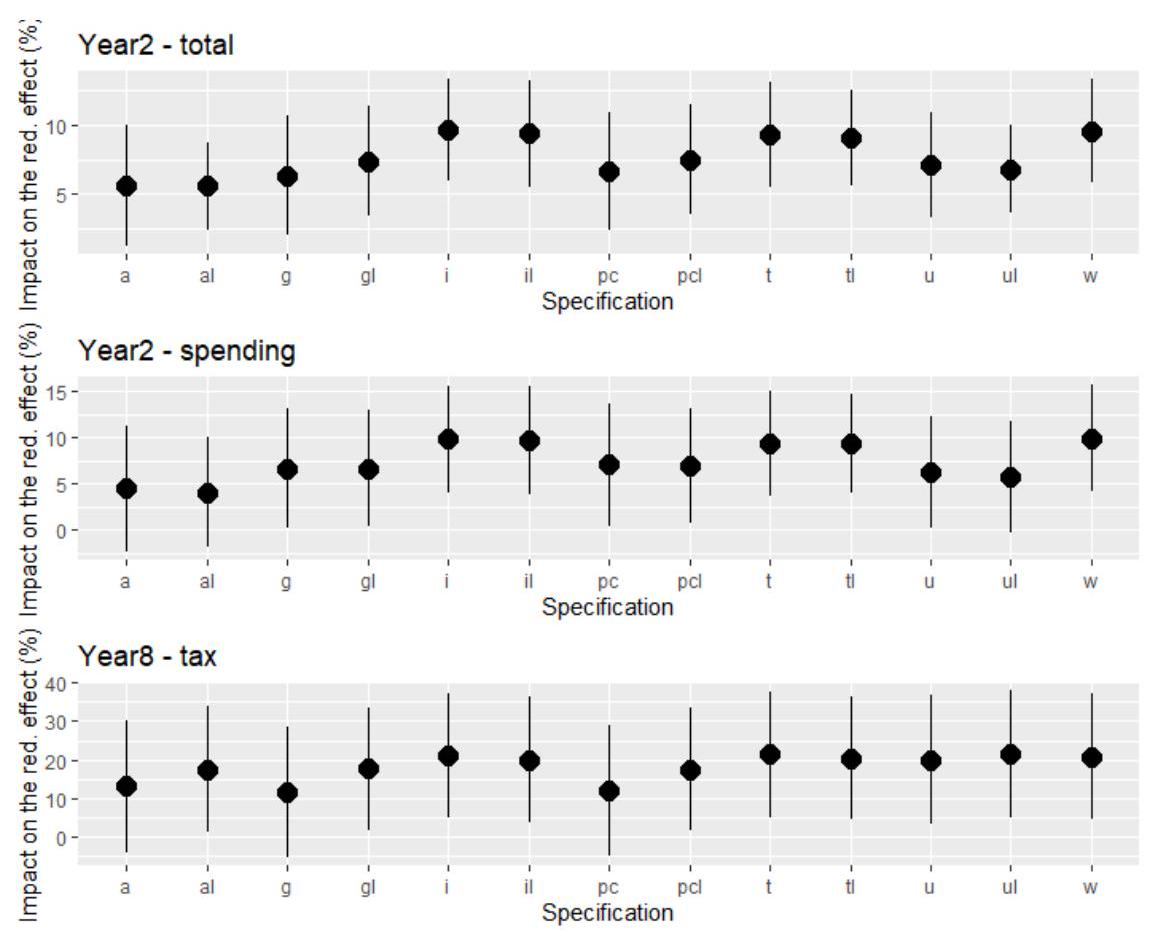 Year2 - total
Impact on the red. effect (%)
10
5
a al g gl i il pc pcl t tl u ul w
Specification
Year2 - spending
Impact on the red. effect (%)
15
10
5
0
a al g gl i il pc pcl t tl u ul w
Specification
Year8 - tax
Impact on the red. effect (%)
40
30
20
10
0
a al g gl i il pc pcl t tl u ul w
Specification